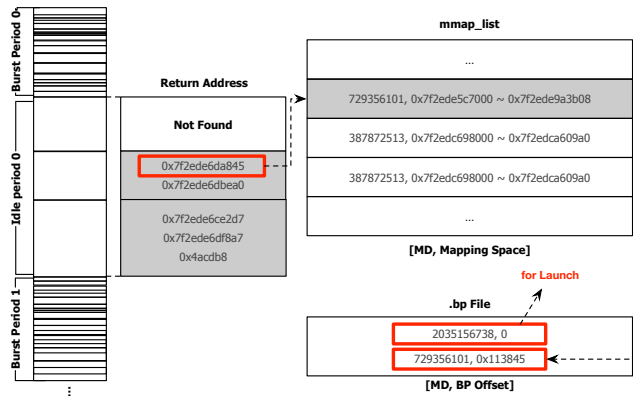 Burst Period 0
Idle period 0
Burst Period 1
...
Return Address
Not Found
0x7f2ede6da845
0x7f2ede6dbea0
0x7f2ede6ce2d7
0x7f2ede6df8a7
0x4acdb8
mmap_list
...
729356101, 0x7f2ede5c7000 ~ 0x7f2ede9a3b08
387872513, 0x7f2edc698000 ~ 0x7f2edca609a0
387872513, 0x7f2edc698000 ~ 0x7f2edca609a0
...
[MD, Mapping Space]
for Launch
.bp File
2035156738, 0
729356101, 0x113845
[MD, BP Offset]